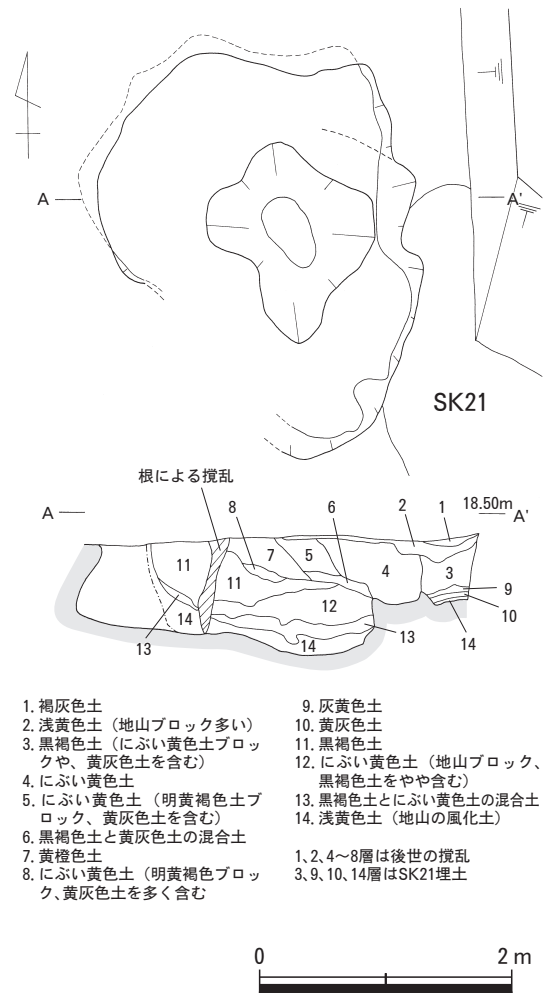 A
A'
SK21
根による撹乱
A
8
6
2
18.50m
1
A'
11
7
5
4
3
11
9
12
10
14
13
13
14
14
1. 褐灰色土
2. 浅黄色土（地山ブロック多い）
3. 黒褐色土（にぶい黄色土ブロッ
クや、黄灰色土を含む）
4. にぶい黄色土
5. にぶい黄色土（明黄褐色土ブ
ロック、黄灰色土を含む）
6. 黒褐色土と黄灰色土の混合土
7. 黄橙色土
8. にぶい黄色土（明黄褐色ブロッ
ク、黄灰色土を多く含む
9. 灰黄色土
10. 黄灰色土
11. 黒褐色土
12. にぶい黄色土（地山ブロック、
黒褐色土をやや含む）
13. 黒褐色土とにぶい黄色土の混合土
14. 浅黄色土（地山の風化土）
1、2、4～8層は後世の撹乱
3、9、10、14層はSK21埋土
0
2 m